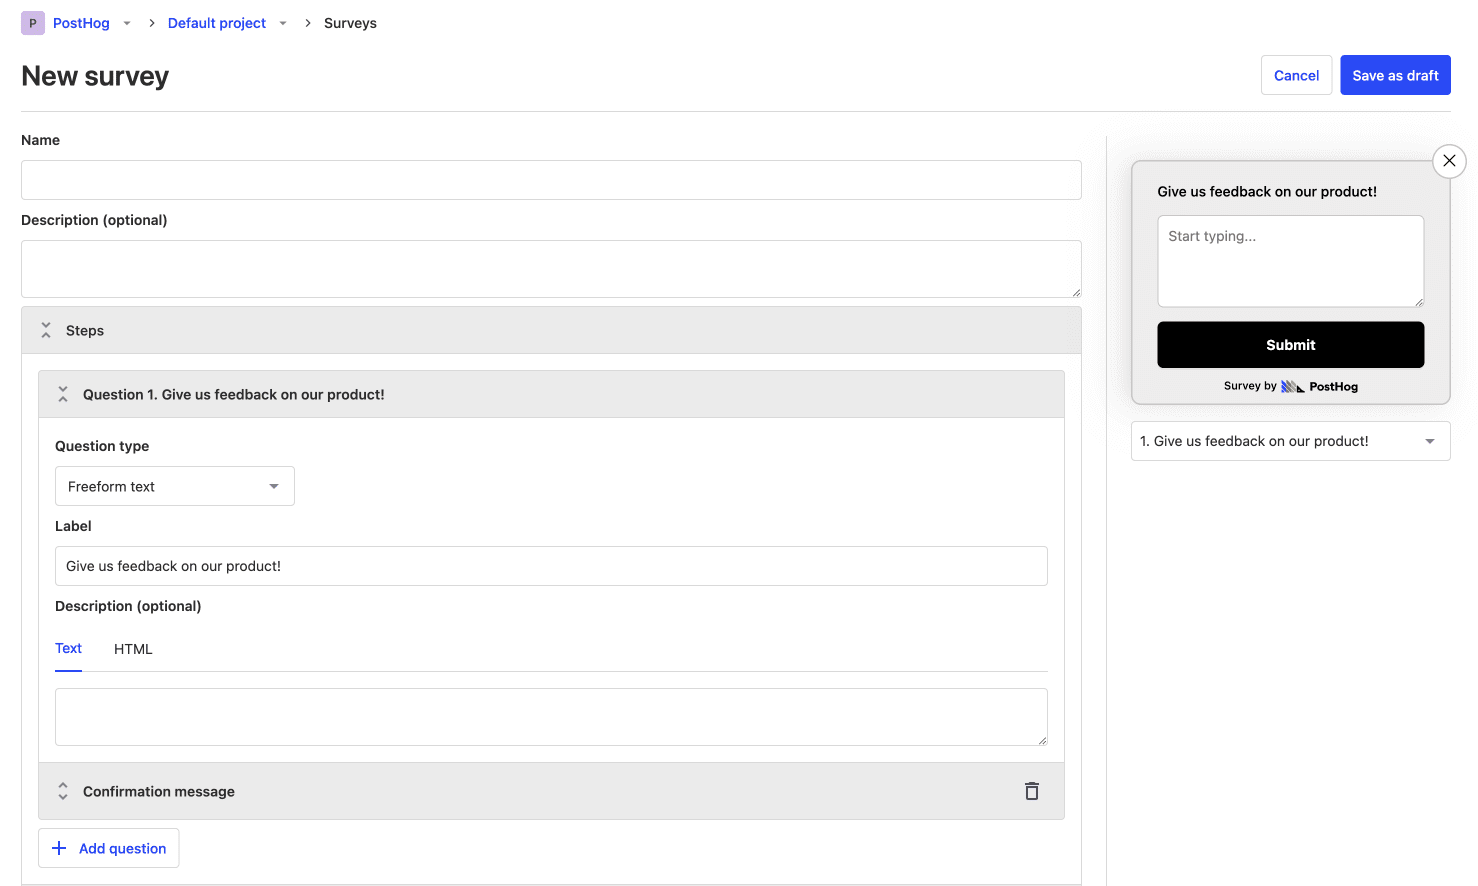 P PostHog Default project Surveys
New survey
Cancel Save as draft
Name
Description (optional)
Steps
Question 1. Give us feedback on our product!
Question type
Freeform text
Label
Give us feedback on our product!
Description (optional)
Text HTML
Confirmation message
Add question
Give us feedback on our product!
Start typing...
Submit
Survey by PostHog
1. Give us feedback on our product!